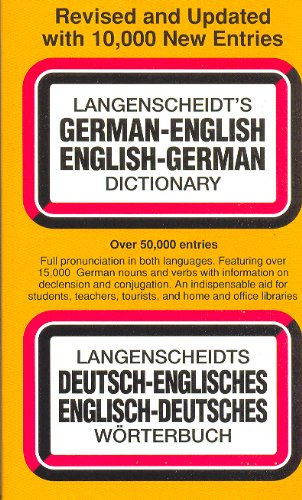 Revised and Updated
with 10,000 New Entries
LANGENSCHEIDT'S
GERMAN-ENGLISH
ENGLISH-GERMAN
DICTIONARY
Over 50,000 entries
Full pronunciation in both languages. Featuring over
15,000 German nouns and verbs with information on
declension and conjugation. An indispensable aid for
students, teachers, tourists, and home and office libraries
LANGENSCHEIDTS
DEUTSCH-ENGLISCHES
ENGLISCH-DEUTSCHES
WÖRTERBUCH